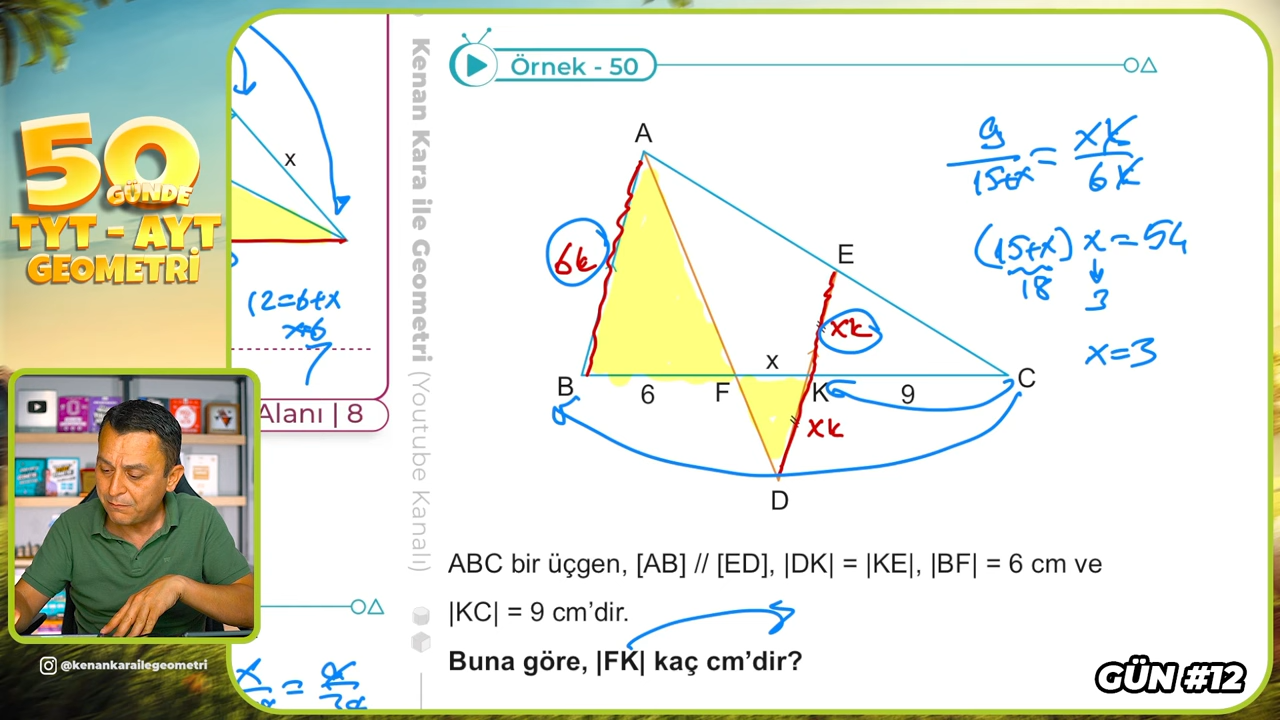 50
GÜNDE
TYT - AYT
GEOMETRİ
x
12=6+x
x=6
Alanı | 8
Kenan Kara ile Geometri (Youtube Kanalı)
Örnek - 50
A
E
B
F
K
C
D
6
x
9
6k
xk
xk
9/15+x = xk/6k
(15+x) x = 54
18 3
x=3
ABC bir üçgen, [AB] // [ED], |DK| = |KE|, |BF| = 6 cm ve
|KC| = 9 cm’dir.
Buna göre, |FK| kaç cm’dir?
@kenankarailegeometri
GÜN #12